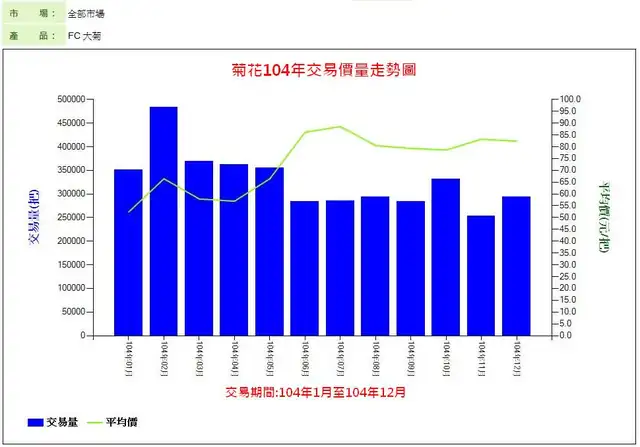 市 場： 全部市場
產 品： FC 大菊
菊花104年交易價量走勢圖
交易量(把)
500000
450000
400000
350000
300000
250000
200000
150000
100000
50000
0
100.0
95.0
90.0
85.0
80.0
75.0
70.0
65.0
60.0
55.0
50.0
45.0
40.0
35.0
30.0
25.0
20.0
15.0
10.0
5.0
0.0
平均價(元/把)
104年01月
104年02月
104年03月
104年04月
104年05月
104年06月
104年07月
104年08月
104年09月
104年10月
104年11月
104年12月
交易期間:104年1月至104年12月
交易量 平均價